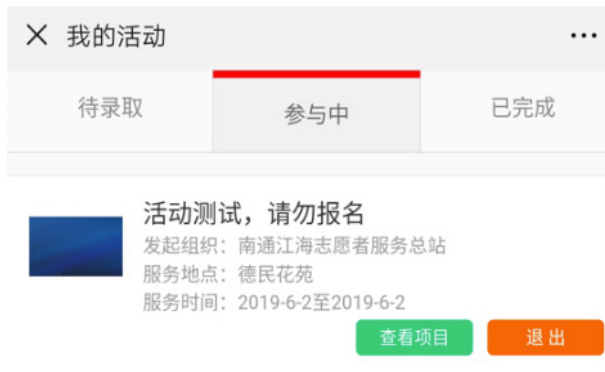 我的活动
待录取 参与中 已完成
活动测试，请勿报名
发起组织：南通江海志愿者服务总站
服务地点：德民花苑
服务时间：2019-6-2至2019-6-2
查看项目 退出